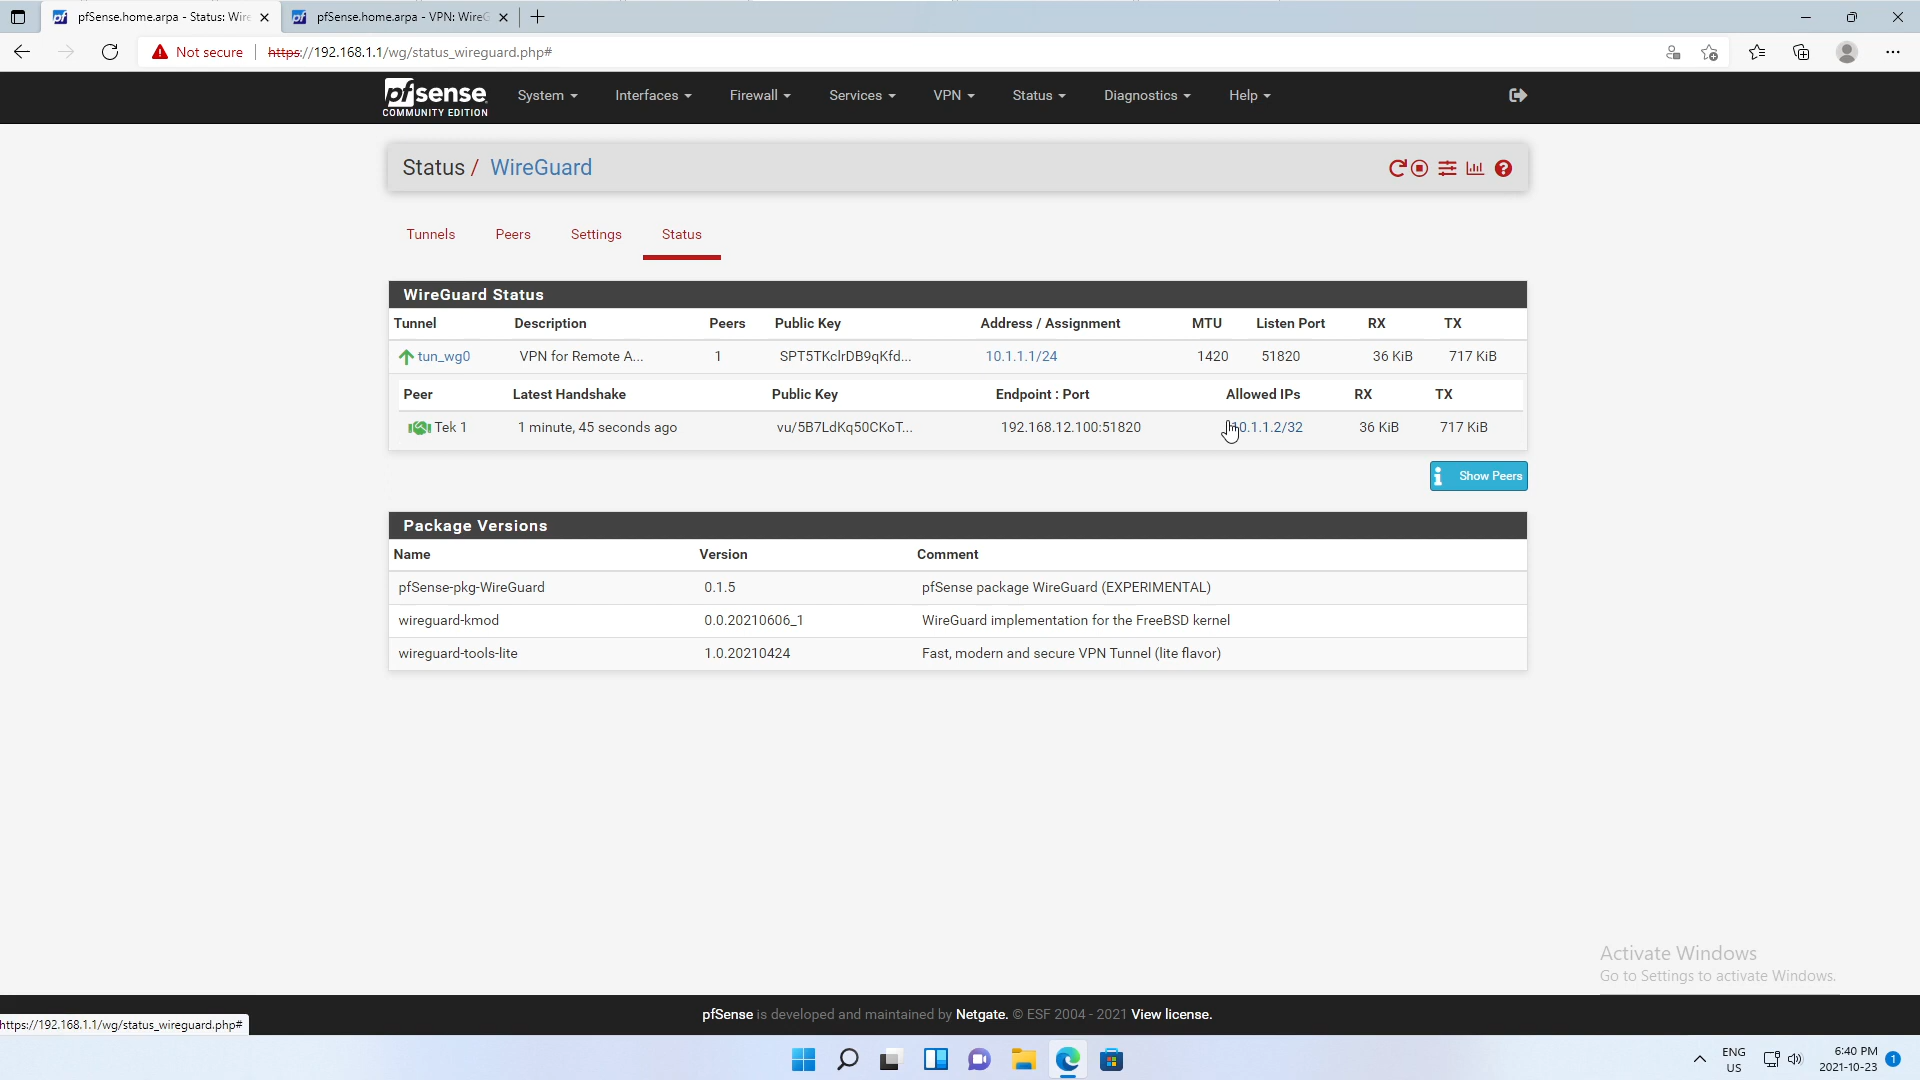 pfSense.home.arpa - Status: Wire
pfSense.home.arpa - VPN: WireG
Not secure
https://192.168.1.1/wg/status_wireguard.php#
pfsense
COMMUNITY EDITION
System
Interfaces
Firewall
Services
VPN
Status
Diagnostics
Help
Status / WireGuard
Tunnels
Peers
Settings
Status
WireGuard Status
Tunnel Description Peers Public Key Address / Assignment MTU Listen Port RX TX
tun_wg0 VPN for Remote A... 1 SPT5TKclrDB9qKfd... 10.1.1.1/24 1420 51820 36 KiB 717 KiB
Peer Latest Handshake Public Key Endpoint : Port Allowed IPs RX TX
Tek 1 1 minute, 45 seconds ago vu/5B7LdKq50CKoT... 192.168.12.100:51820 10.1.1.2/32 36 KiB 717 KiB
Show Peers
Package Versions
Name Version Comment
pfSense-pkg-WireGuard 0.1.5 pfSense package WireGuard (EXPERIMENTAL)
wireguard-kmod 0.0.20210606_1 WireGuard implementation for the FreeBSD kernel
wireguard-tools-lite 1.0.20210424 Fast, modern and secure VPN Tunnel (lite flavor)
Activate Windows
Go to Settings to activate Windows.
pfSense is developed and maintained by Netgate. © ESF 2004 - 2021 View license.
https://192.168.1.1/wg/status_wireguard.php#
ENG
US
6:40 PM
2021-10-23
1